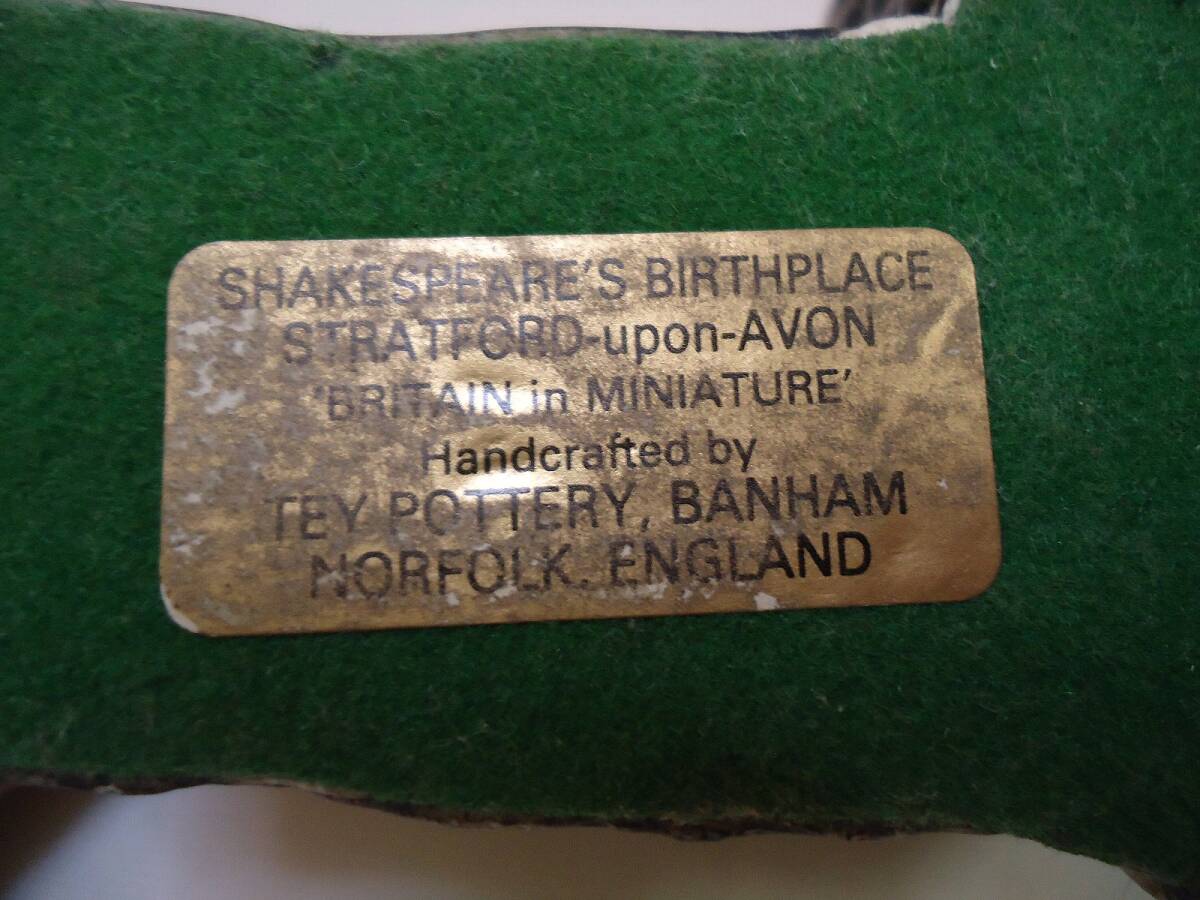 SHAKESPEARE'S BIRTHPLACE
STRATFORD-upon-AVON
'BRITAIN in MINIATURE'
Handcrafted by
TEY POTTERY, BANHAM
NORFOLK. ENGLAND